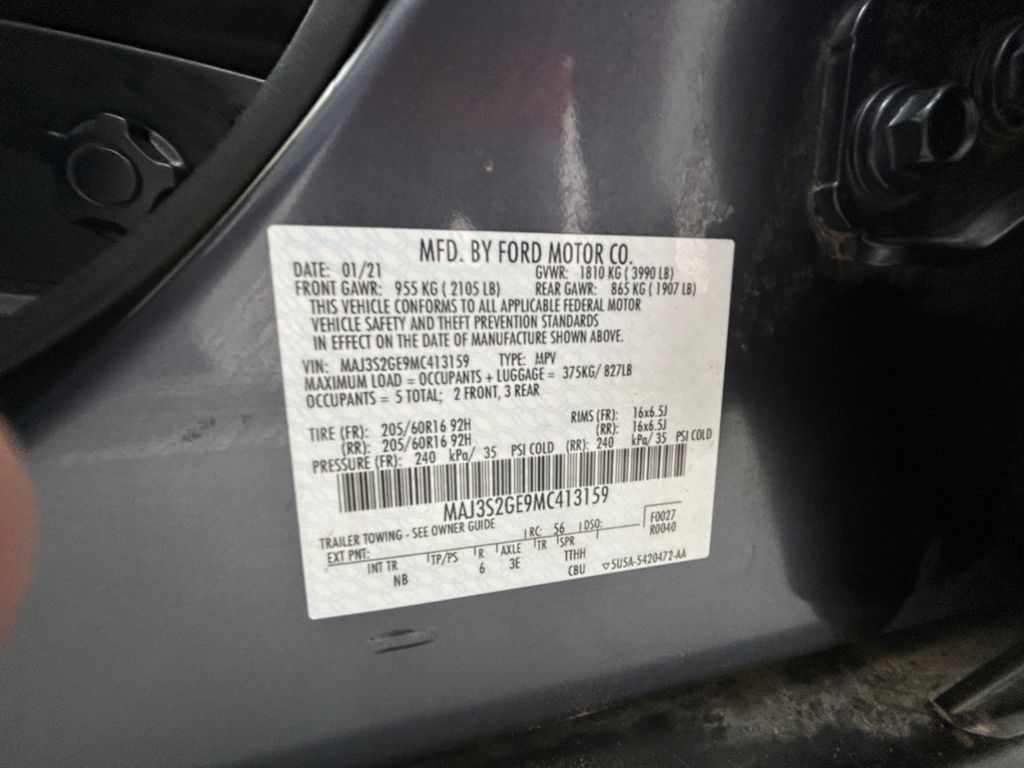 MFD. BY FORD MOTOR CO.
DATE: 01/21 GVWR: 1810 KG ( 3990 LB)
FRONT GAWR: 955 KG ( 2105 LB) REAR GAWR: 865 KG ( 1907 LB)
THIS VEHICLE CONFORMS TO ALL APPLICABLE FEDERAL MOTOR
VEHICLE SAFETY AND THEFT PREVENTION STANDARDS
IN EFFECT ON THE DATE OF MANUFACTURE SHOWN ABOVE.
VIN: MAJ3S2GE9MC413159 TYPE: MPV
MAXIMUM LOAD = OCCUPANTS + LUGGAGE = 375KG/ 827LB
OCCUPANTS = 5 TOTAL; 2 FRONT, 3 REAR
TIRE (FR): 205/60R16 92H RIMS (FR): 16x6.5J
(RR): 205/60R16 92H (RR): 16x6.5J
PRESSURE (FR): 240 kPa/ 35 PSI COLD (RR): 240 kPa/ 35 PSI COLD
MAJ3S2GE9MC413159
TRAILER TOWING - SEE OWNER GUIDE
EXT PNT: RC: 56 DSO: F0027
R0040
INT TR TP/PS R AXLE TR SPR
NB 6 3E TTHH
CBU ▽5U5A-5420472-AA